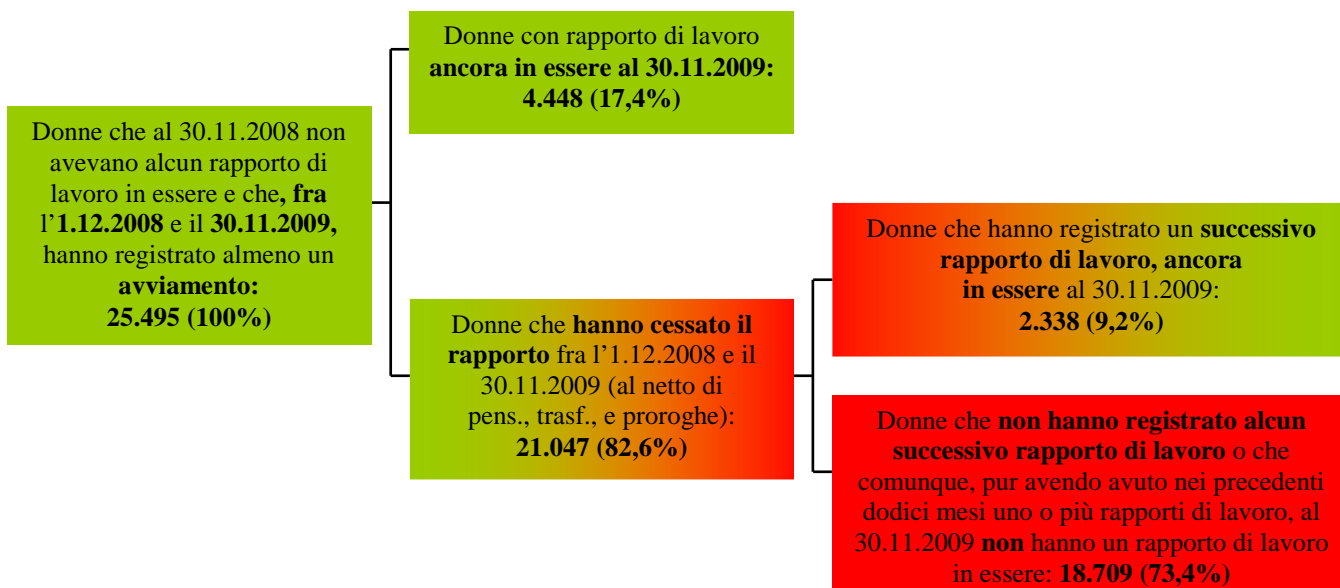 Donne con rapporto di lavoro
ancora in essere al 30.11.2009:
4.448 (17,4%)
Donne che al 30.11.2008 non
avevano alcun rapporto di
lavoro in essere e che, fra
l’1.12.2008 e il 30.11.2009,
hanno registrato almeno un
avviamento:
25.495 (100%)
Donne che hanno cessato il
rapporto fra l’1.12.2008 e il
30.11.2009 (al netto di
pens., trasf., e proroghe):
21.047 (82,6%)
Donne che hanno registrato un successivo
rapporto di lavoro, ancora
in essere al 30.11.2009:
2.338 (9,2%)
Donne che non hanno registrato alcun
successivo rapporto di lavoro o che
comunque, pur avendo avuto nei precedenti
dodici mesi uno o più rapporti di lavoro, al
30.11.2009 non hanno un rapporto di lavoro
in essere: 18.709 (73,4%)